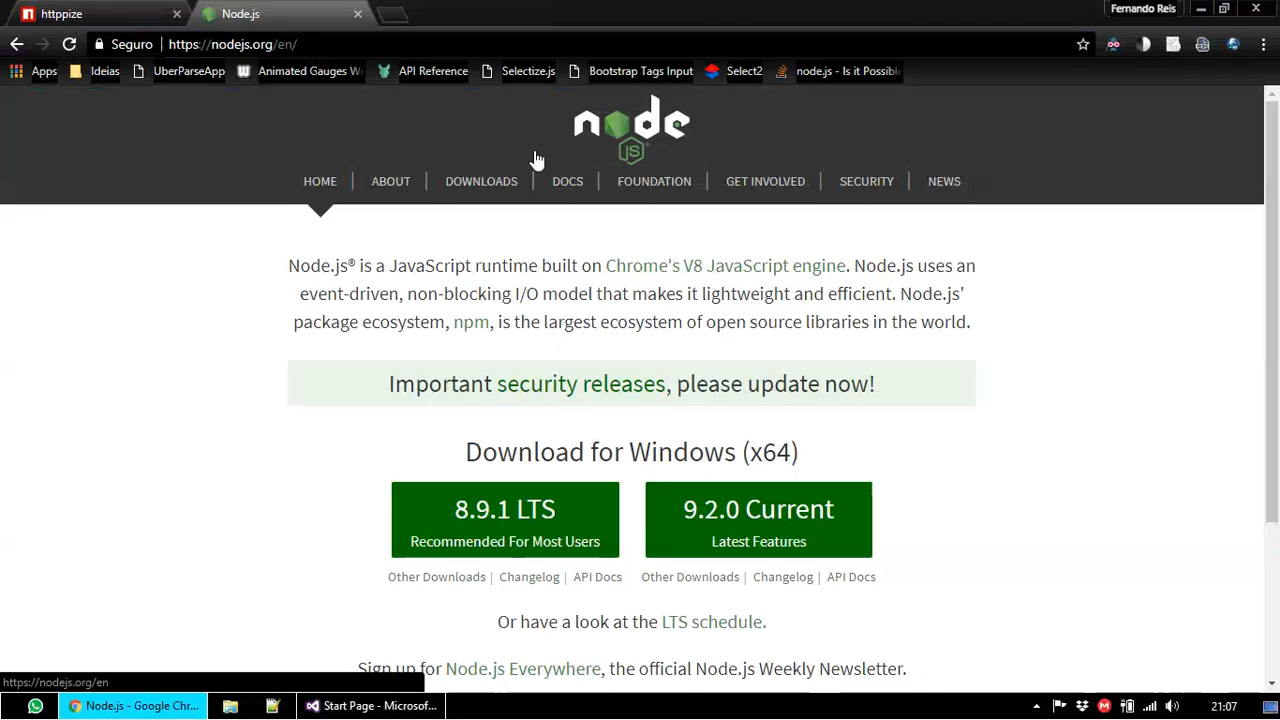 httppize
Node.js
Fernando Reis
Seguro
https://nodejs.org/en/
Apps
Ideias
UberParseApp
Animated Gauges W
API Reference
Selectize.js
Bootstrap Tags Input
Select2
node.js - Is it Possibl
node
JS
HOME
ABOUT
DOWNLOADS
DOCS
FOUNDATION
GET INVOLVED
SECURITY
NEWS
Node.js® is a JavaScript runtime built on Chrome's V8 JavaScript engine. Node.js uses an
event-driven, non-blocking I/O model that makes it lightweight and efficient. Node.js'
package ecosystem, npm, is the largest ecosystem of open source libraries in the world.
Important security releases, please update now!
Download for Windows (x64)
8.9.1 LTS
Recommended For Most Users
9.2.0 Current
Latest Features
Other Downloads | Changelog | API Docs
Other Downloads | Changelog | API Docs
Or have a look at the LTS schedule.
Sign up for Node.js Everywhere, the official Node.js Weekly Newsletter.
https://nodejs.org/en
Node.js - Google Chr...
Start Page - Microsof...
21:07